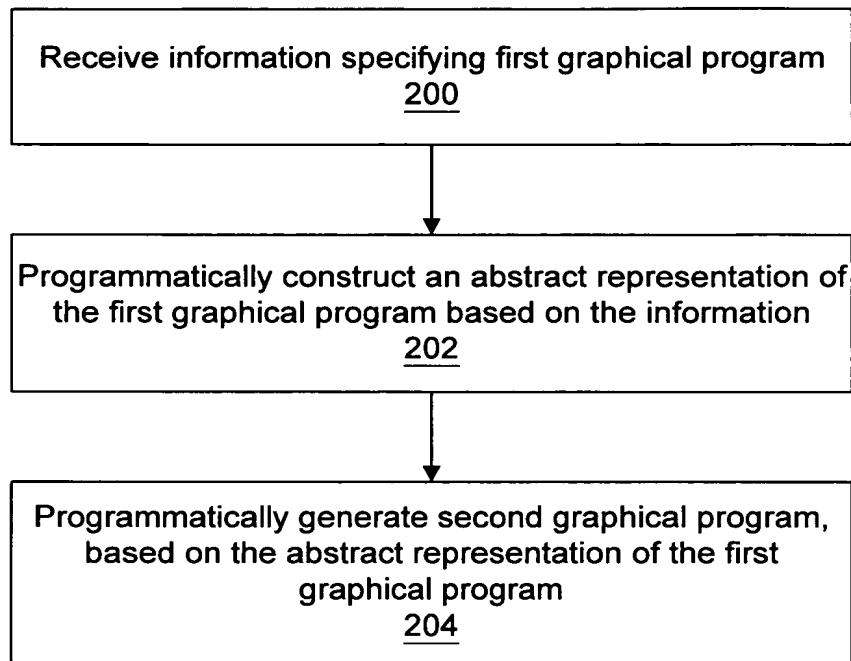 Receive information specifying first graphical program
200
Programmatically construct an abstract representation of
the first graphical program based on the information
202
Programmatically generate second graphical program,
based on the abstract representation of the first
graphical program
204